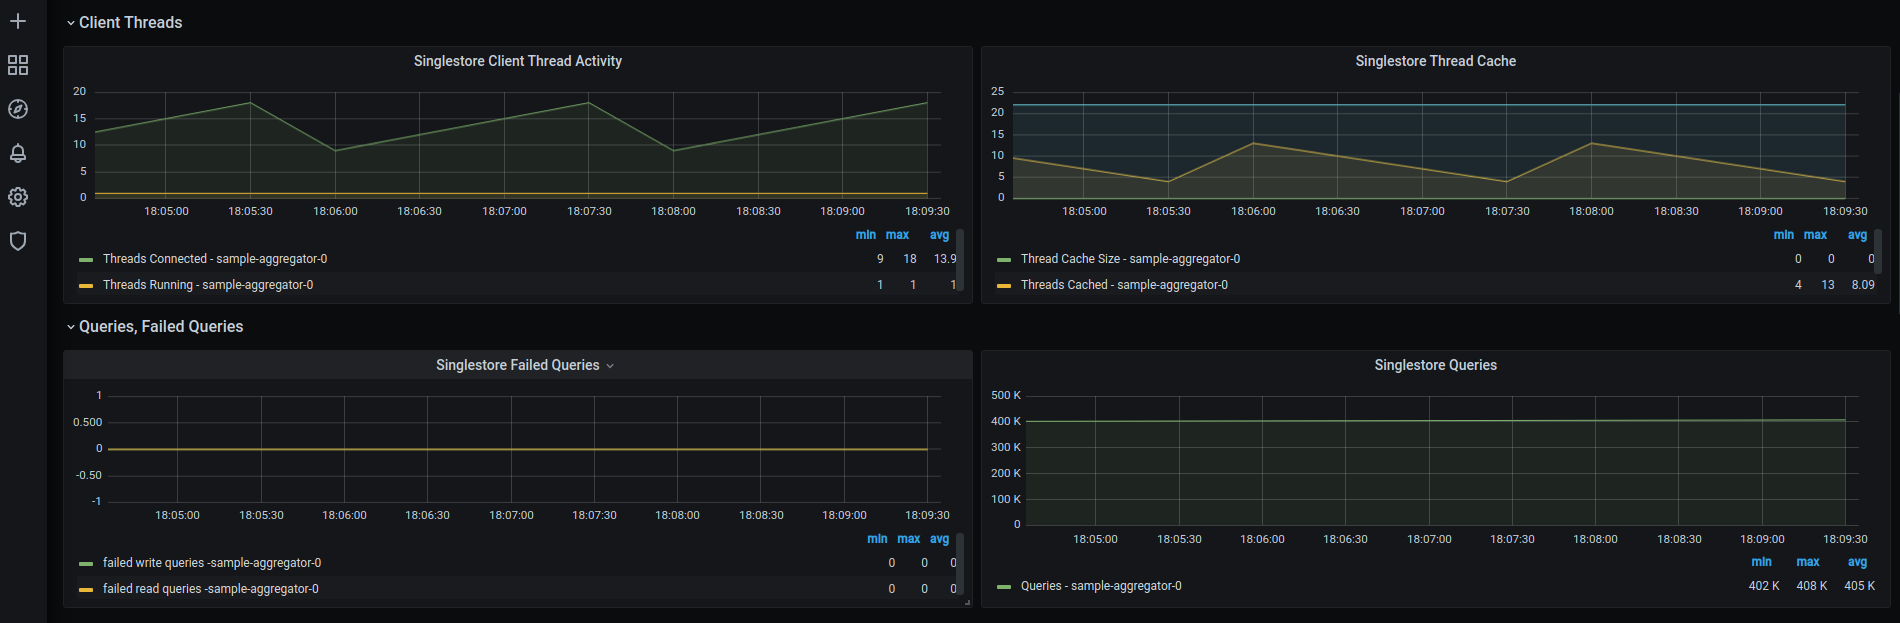 Client Threads
Singlestore Client Thread Activity
20
15
10
5
0
18:05:00 18:05:30 18:06:00 18:06:30 18:07:00 18:07:30 18:08:00 18:08:30 18:09:00 18:09:30
min max avg
Threads Connected - sample-aggregator-0 9 18 13.9
Threads Running - sample-aggregator-0 1 1 1
Singlestore Thread Cache
25
20
15
10
5
0
18:05:00 18:05:30 18:06:00 18:06:30 18:07:00 18:07:30 18:08:00 18:08:30 18:09:00 18:09:30
min max avg
Thread Cache Size - sample-aggregator-0 0 0 0
Threads Cached - sample-aggregator-0 4 13 8.09
Queries, Failed Queries
Singlestore Failed Queries
1
0.500
0
-0.50
-1
18:05:00 18:05:30 18:06:00 18:06:30 18:07:00 18:07:30 18:08:00 18:08:30 18:09:00 18:09:30
min max avg
failed write queries -sample-aggregator-0 0 0 0
failed read queries -sample-aggregator-0 0 0 0
Singlestore Queries
500 K
400 K
300 K
200 K
100 K
0
18:05:00 18:05:30 18:06:00 18:06:30 18:07:00 18:07:30 18:08:00 18:08:30 18:09:00 18:09:30
min max avg
Queries - sample-aggregator-0 402 K 408 K 405 K